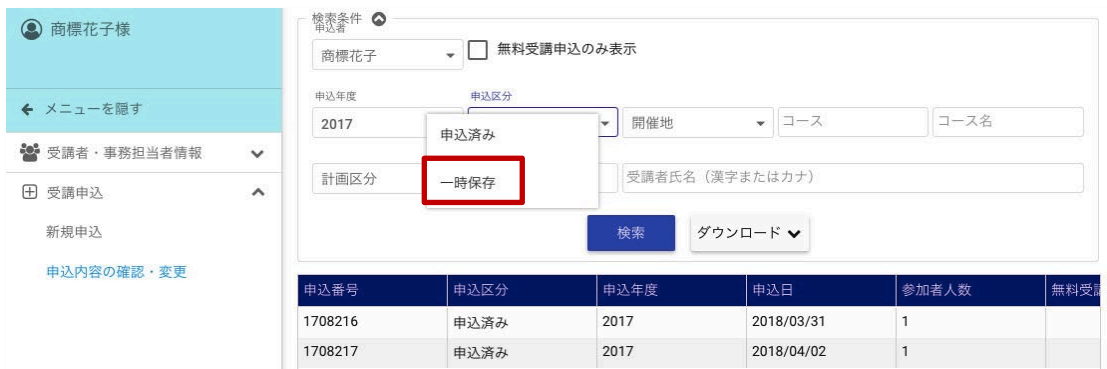 商標花子様
メニューを隠す
受講者・事務担当者情報
受講申込
新規申込
申込内容の確認・変更
検索条件
申込者
商標花子
無料受講申込のみ表示
申込年度
申込区分
2017
申込済み
一時保存
開催地
コース
コース名
計画区分
受講者氏名（漢字またはカナ）
検索
ダウンロード
申込番号 申込区分 申込年度 申込日 参加者人数 無料受講
1708216 申込済み 2017 2018/03/31 1
1708217 申込済み 2017 2018/04/02 1